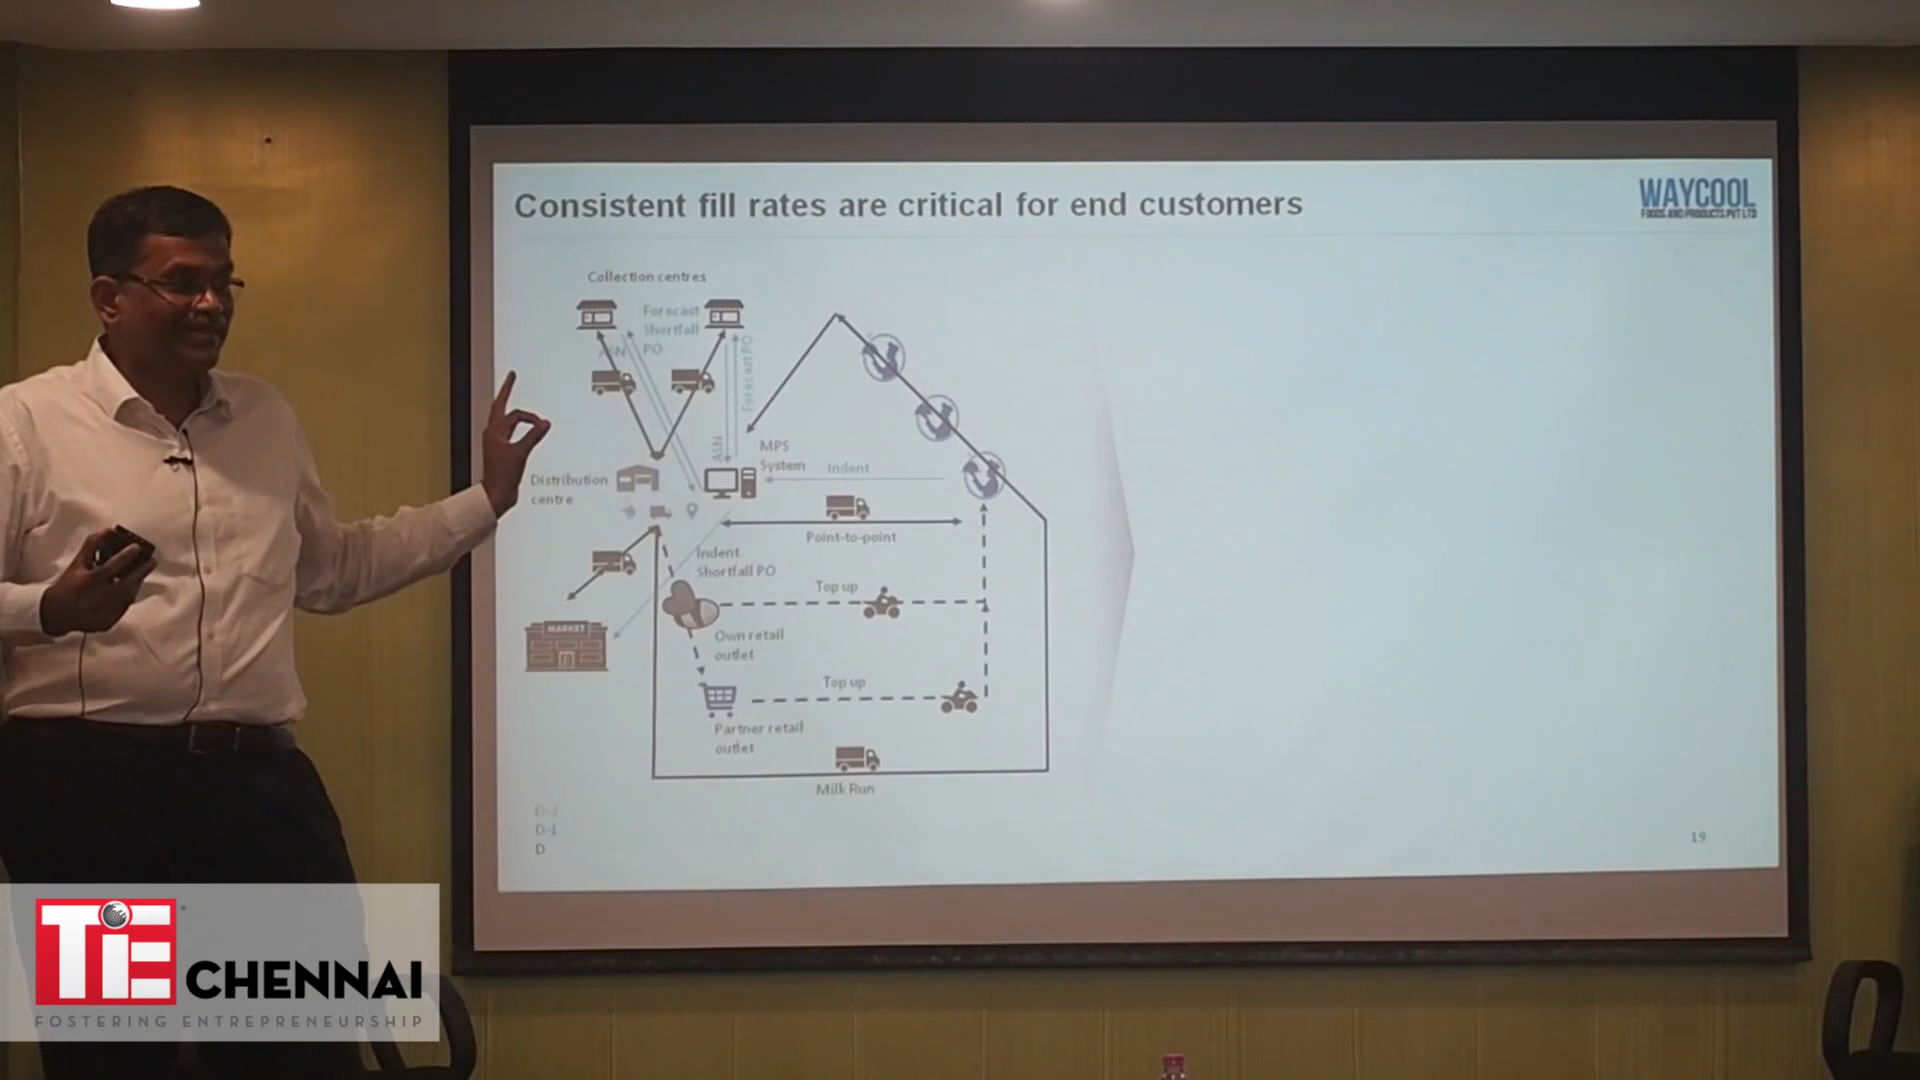 Consistent fill rates are critical for end customers
WAYCOOL
FOODS AND PRODUCTS PVT LTD
Collection centres
Forecast
Shortfall
PO
ASN
Forecast PO
ASN
MPS
System
Indent
Distribution
centre
Point-to-point
Indent
Shortfall PO
Top up
MARKET
Own retail
outlet
Top up
Partner retail
outlet
Milk Run
D-2
D-1
D
19
TiE CHENNAI
FOSTERING ENTREPRENEURSHIP